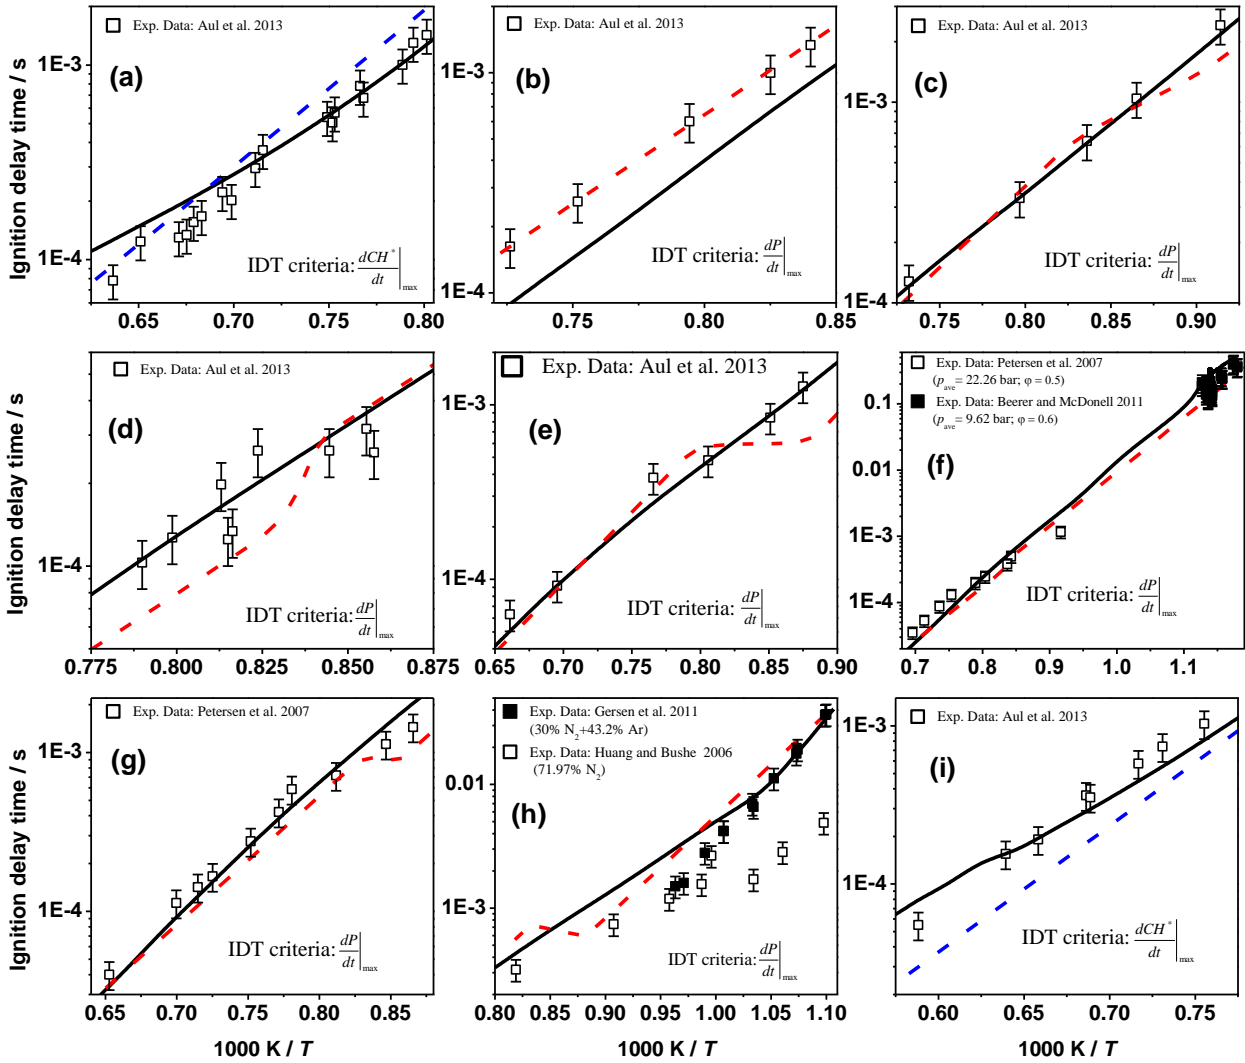 Exp. Data: Aul et al. 2013
(a)
1E-3
1E-4
Ignition delay time / s
IDT criteria: dCH*/dt|max
0.65 0.70 0.75 0.80
Exp. Data: Aul et al. 2013
(b)
1E-3
1E-4
IDT criteria: dP/dt|max
0.75 0.80 0.85
Exp. Data: Aul et al. 2013
(c)
1E-3
1E-4
IDT criteria: dP/dt|max
0.75 0.80 0.85 0.90
Exp. Data: Aul et al. 2013
(d)
1E-4
Ignition delay time / s
IDT criteria: dP/dt|max
0.775 0.800 0.825 0.850 0.875
Exp. Data: Aul et al. 2013
(e)
1E-3
1E-4
IDT criteria: dP/dt|max
0.65 0.70 0.75 0.80 0.85 0.90
Exp. Data: Petersen et al. 2007
(pave= 22.26 bar; φ = 0.5)
Exp. Data: Beerer and McDonell 2011
(pave= 9.62 bar; φ = 0.6)
(f)
0.1
0.01
1E-3
1E-4
IDT criteria: dP/dt|max
0.7 0.8 0.9 1.0 1.1
Exp. Data: Petersen et al. 2007
(g)
1E-3
1E-4
Ignition delay time / s
IDT criteria: dP/dt|max
0.65 0.70 0.75 0.80 0.85
1000 K / T
Exp. Data: Gersen et al. 2011
(30% N2+43.2% Ar)
Exp. Data: Huang and Bushe 2006
(71.97% N2)
(h)
0.01
1E-3
IDT criteria: dP/dt|max
0.80 0.85 0.90 0.95 1.00 1.05 1.10
1000 K / T
Exp. Data: Aul et al. 2013
(i)
1E-3
1E-4
IDT criteria: dCH*/dt|max
0.60 0.65 0.70 0.75
1000 K / T